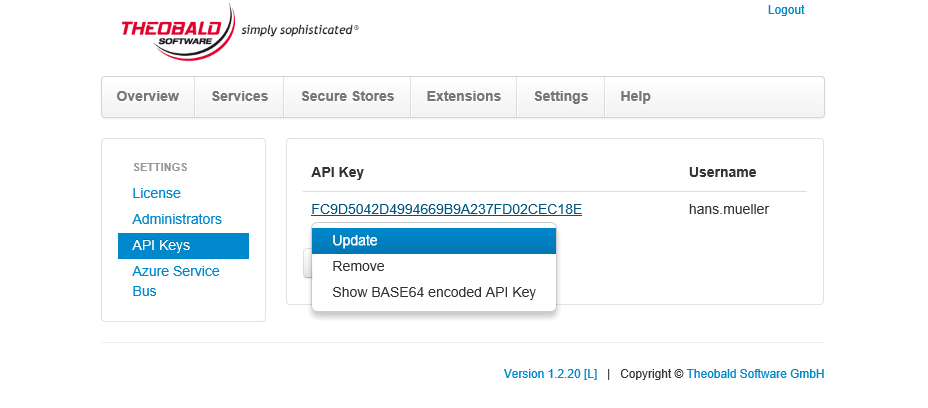 Logout
THEOBALD
SOFTWARE
simply sophisticated®
Overview Services Secure Stores Extensions Settings Help
SETTINGS
License
Administrators
API Keys
Azure Service
Bus
API Key Username
FC9D5042D4994669B9A237FD02CEC18E hans.mueller
Update
Remove
Show BASE64 encoded API Key
Version 1.2.20 [L] | Copyright © Theobald Software GmbH